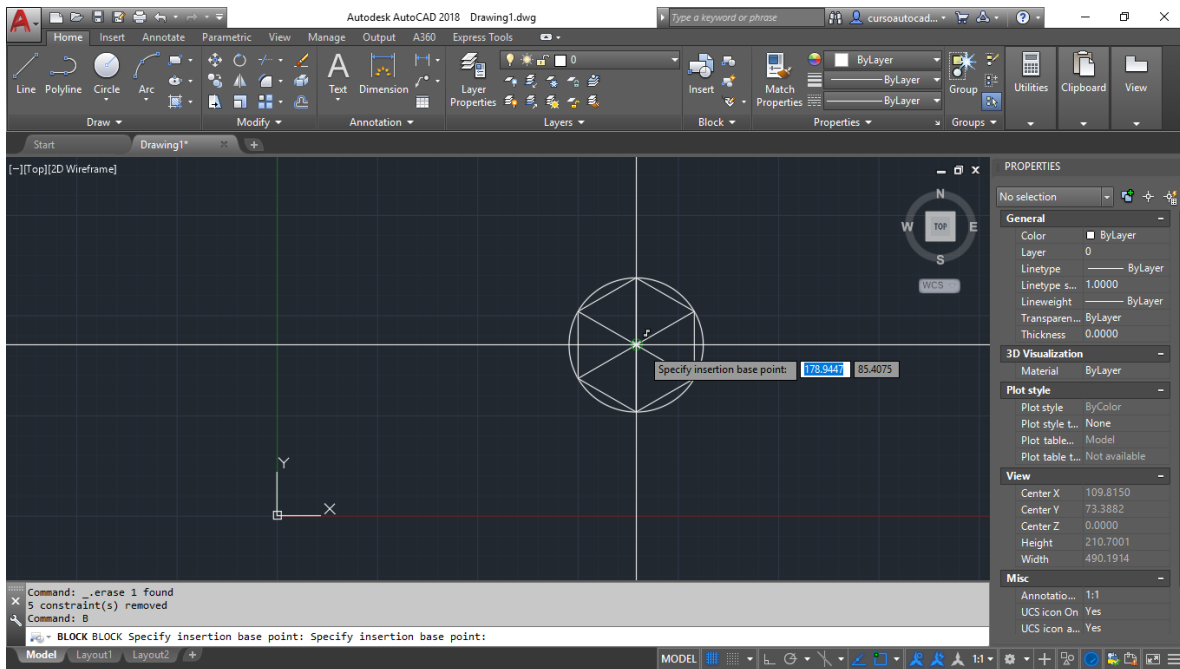 Autodesk AutoCAD 2018 Drawing1.dwg
Type a keyword or phrase
cursoautocad...
Home Insert Annotate Parametric View Manage Output A360 Express Tools
Line Polyline Circle Arc
Text Dimension
Layer Properties
0
Insert
Match Properties
ByLayer
ByLayer
ByLayer
Group
Utilities Clipboard View
Draw Modify Annotation Layers Block Properties Groups
Start Drawing1* +
[−][Top][2D Wireframe]
N
W TOP E
S
WCS
Specify insertion base point: 178.9447 85.4075
Y
X
PROPERTIES
No selection
General
Color ByLayer
Layer 0
Linetype ByLayer
Linetype s... 1.0000
Lineweight ByLayer
Transparen... ByLayer
Thickness 0.0000
3D Visualization
Material ByLayer
Plot style
Plot style ByColor
Plot style t... None
Plot table... Model
Plot table t... Not available
View
Center X 109.8150
Center Y 73.3882
Center Z 0.0000
Height 210.7001
Width 490.1914
Misc
Annotatio... 1:1
UCS icon On Yes
UCS icon a... Yes
Command: _.erase 1 found
5 constraint(s) removed
Command: B
BLOCK BLOCK Specify insertion base point: Specify insertion base point:
Model Layout1 Layout2 +
MODEL 1:1